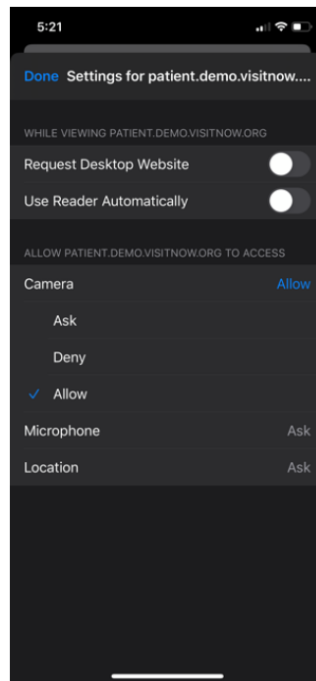 5:21
Done Settings for patient.demo.visitnow....
WHILE VIEWING PATIENT.DEMO.VISITNOW.ORG
Request Desktop Website
Use Reader Automatically
ALLOW PATIENT.DEMO.VISITNOW.ORG TO ACCESS
Camera Allow
Ask
Deny
Allow
Microphone Ask
Location Ask